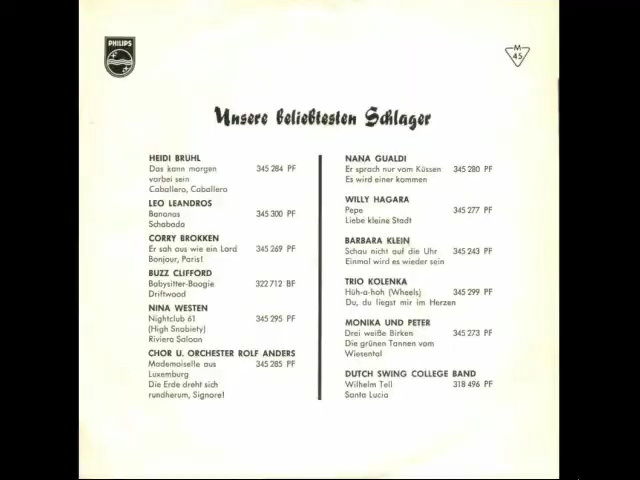 PHILIPS
M
45
Unsere beliebtesten Schlager
HEIDI BRÜHL
Das kann morgen 345 284 PF
vorbei sein
Caballero, Caballero
LEO LEANDROS
Bananas 345 300 PF
Schabada
CORRY BROKKEN
Er sah aus wie ein Lord 345 269 PF
Bonjour, Paris!
BUZZ CLIFFORD
Babysitter-Boogie 322 712 BF
Driftwood
NINA WESTEN
Nightclub 61 345 295 PF
(High Snobiety)
Riviera Saloon
CHOR U. ORCHESTER ROLF ANDERS
Mademoiselle aus 345 285 PF
Luxemburg
Die Erde dreht sich
rundherum, Signore!
NANA GUALDI
Er sprach nur vom Küssen 345 280 PF
Es wird einer kommen
WILLY HAGARA
Pepe 345 277 PF
Liebe kleine Stadt
BARBARA KLEIN
Schau nicht auf die Uhr 345 243 PF
Einmal wird es wieder sein
TRIO KOLENKA
Hüh-a-hoh (Wheels) 345 299 PF
Du, du liegst mir im Herzen
MONIKA UND PETER
Drei weiße Birken 345 273 PF
Die grünen Tannen vom
Wiesental
DUTCH SWING COLLEGE BAND
Wilhelm Tell 318 496 PF
Santa Lucia